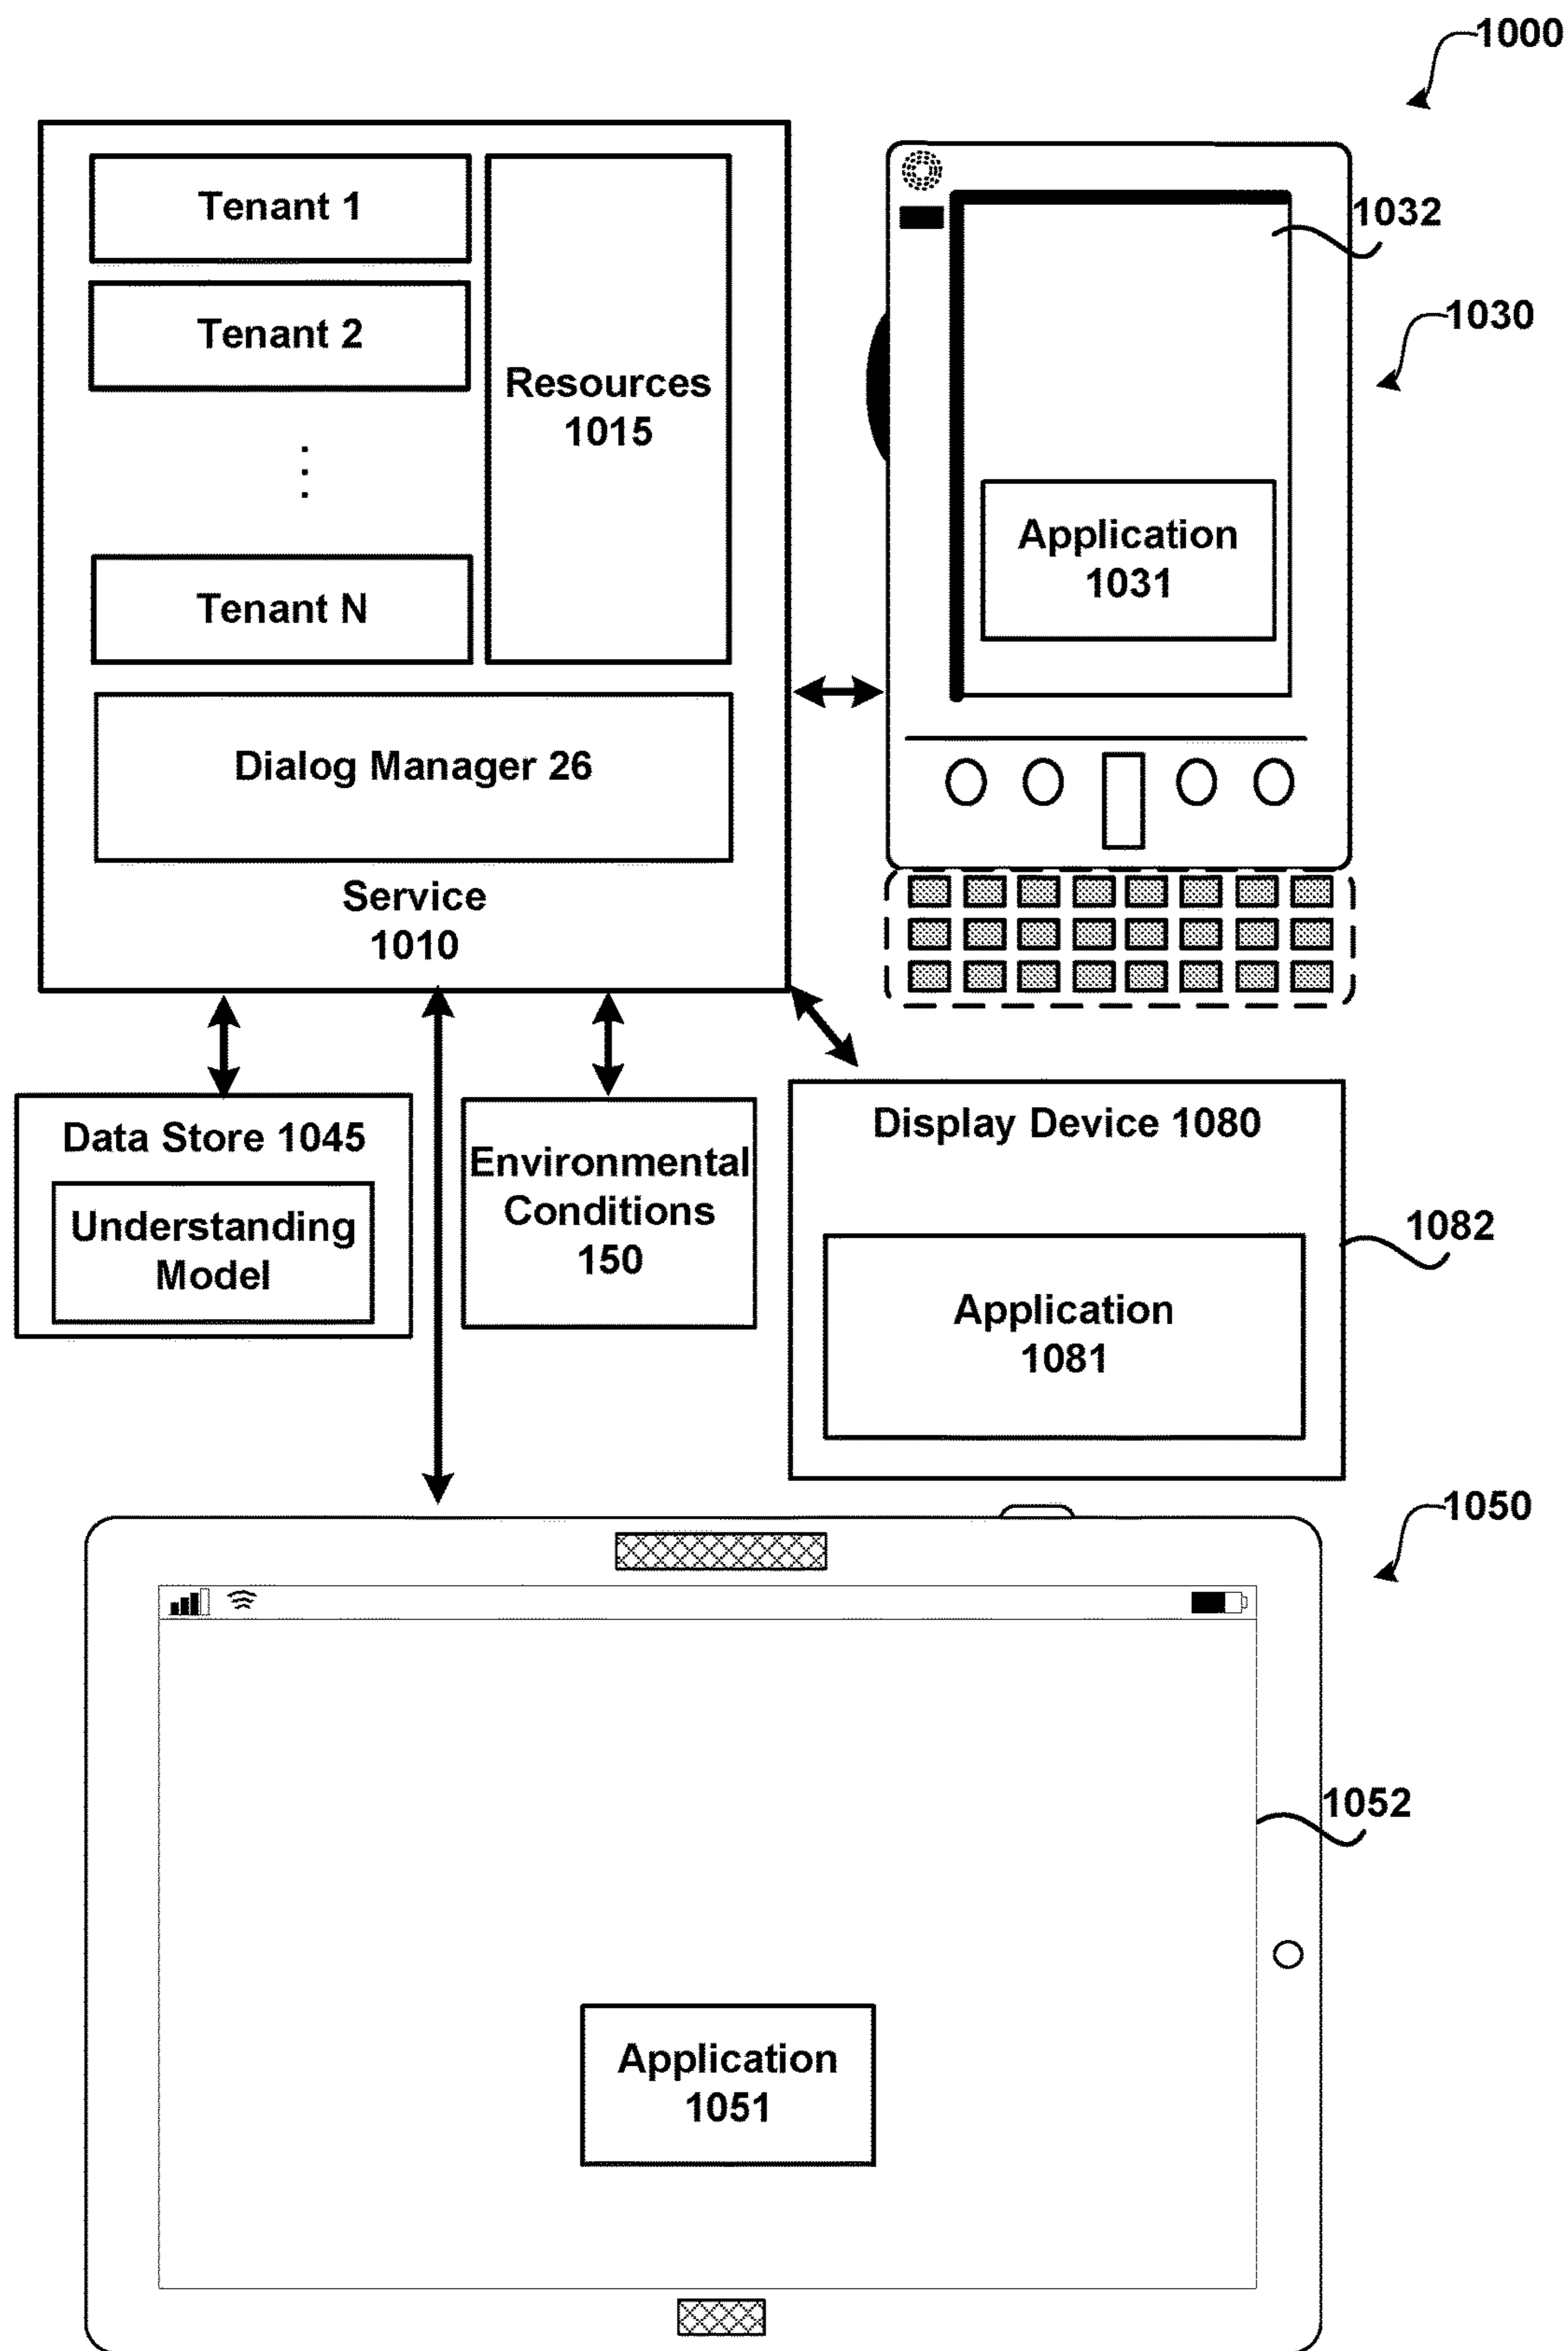 1000
Tenant 1
Tenant 2
Resources
1015
Tenant N
Dialog Manager 26
Service
1010
1032
1030
Application
1031
Data Store 1045
Understanding
Model
Environmental
Conditions
150
Display Device 1080
Application
1081
1082
1050
1052
Application
1051